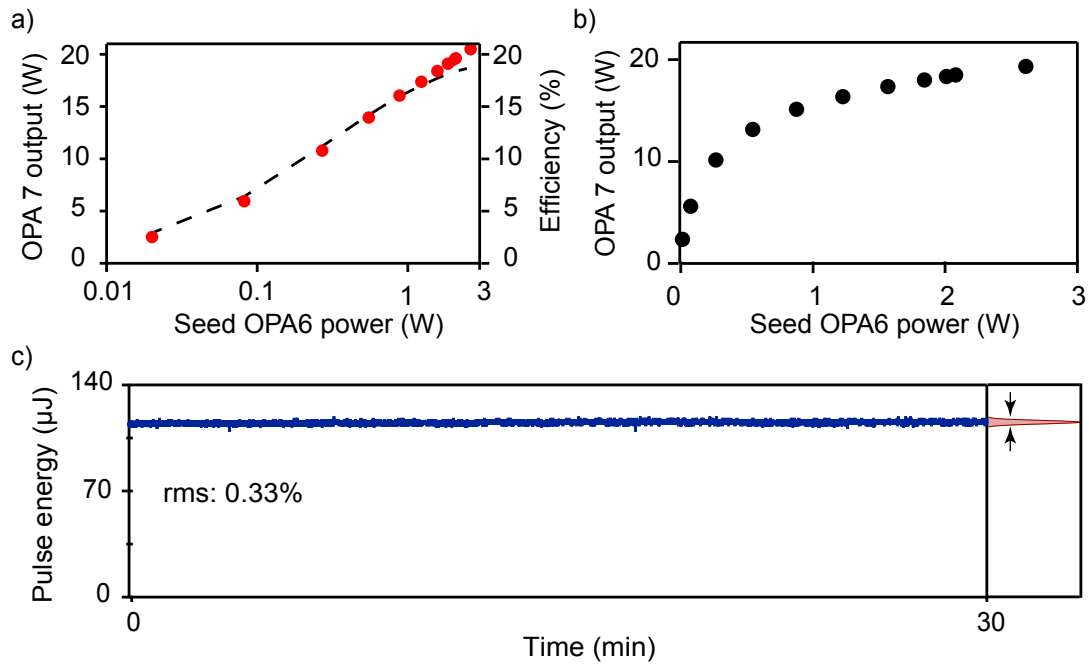 a)
OPA 7 output (W)
20
15
10
5
0
0.01
0.1
1
3
Seed OPA6 power (W)
20
15
10
5
0
Efficiency (%)
b)
OPA 7 output (W)
20
10
0
0
1
2
3
Seed OPA6 power (W)
c)
Pulse energy (µJ)
140
70
0
rms: 0.33%
0
30
Time (min)